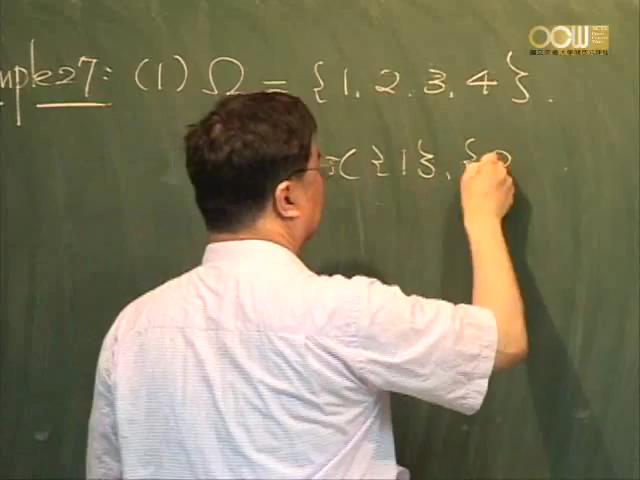 OCW
mple27: (1) Ω = {1, 2, 3, 4}.
({1}, {2